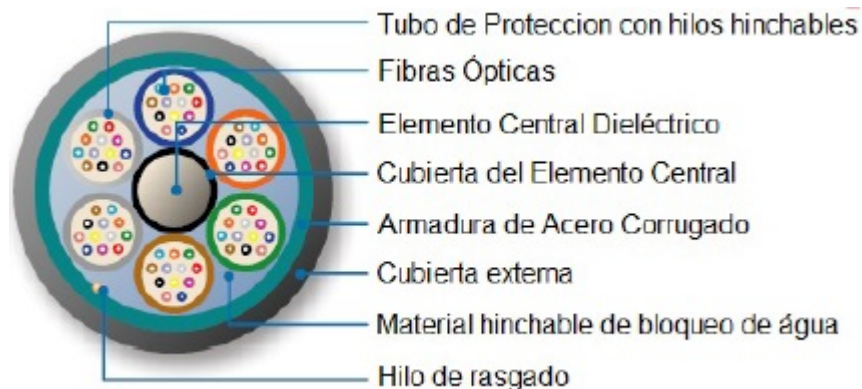 Tubo de Proteccion con hilos hinchables
Fibras Ópticas
Elemento Central Dieléctrico
Cubierta del Elemento Central
Armadura de Acero Corrugado
Cubierta externa
Material hinchable de bloqueo de água
Hilo de rasgado